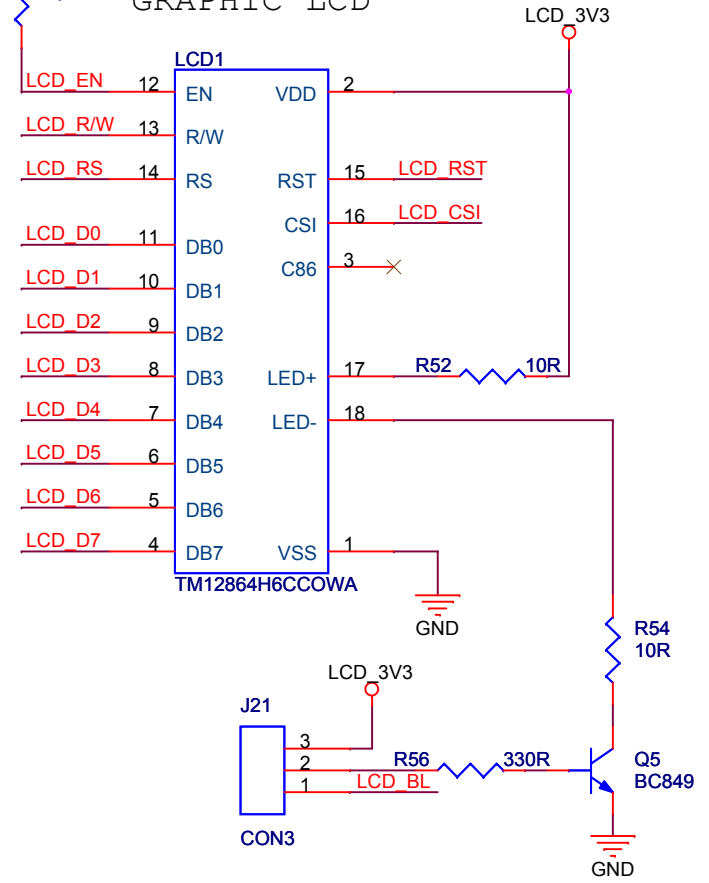 GRAPHIC LCD
LCD_3V3
LCD1
LCD_EN 12 EN VDD 2
LCD_R/W 13 R/W
LCD_RS 14 RS RST 15 LCD_RST
CSI 16 LCD_CSI
LCD_D0 11 DB0
C86 3
LCD_D1 10 DB1
LCD_D2 9 DB2
LCD_D3 8 DB3 LED+ 17 R52 10R
LCD_D4 7 DB4 LED- 18
LCD_D5 6 DB5
LCD_D6 5 DB6
LCD_D7 4 DB7 VSS 1
TM12864H6CCOWA
GND
R54
10R
LCD_3V3
J21
3
2 R56 330R
1 LCD_BL
Q5
BC849
CON3
GND